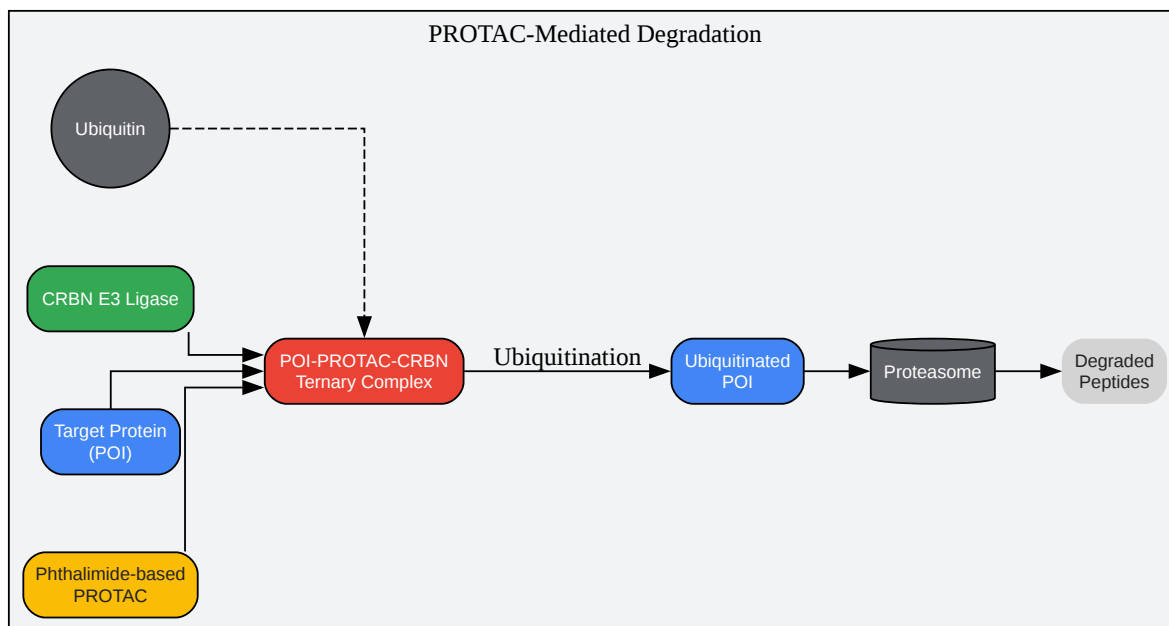 PROTAC-Mediated Degradation
Ubiquitin
CRBN E3 Ligase
POI-PROTAC-CRBN
Ternary Complex
Ubiquitination
Ubiquitinated
POI
Proteasome
Degraded
Peptides
Target Protein
(POI)
Phthalimide-based
PROTAC